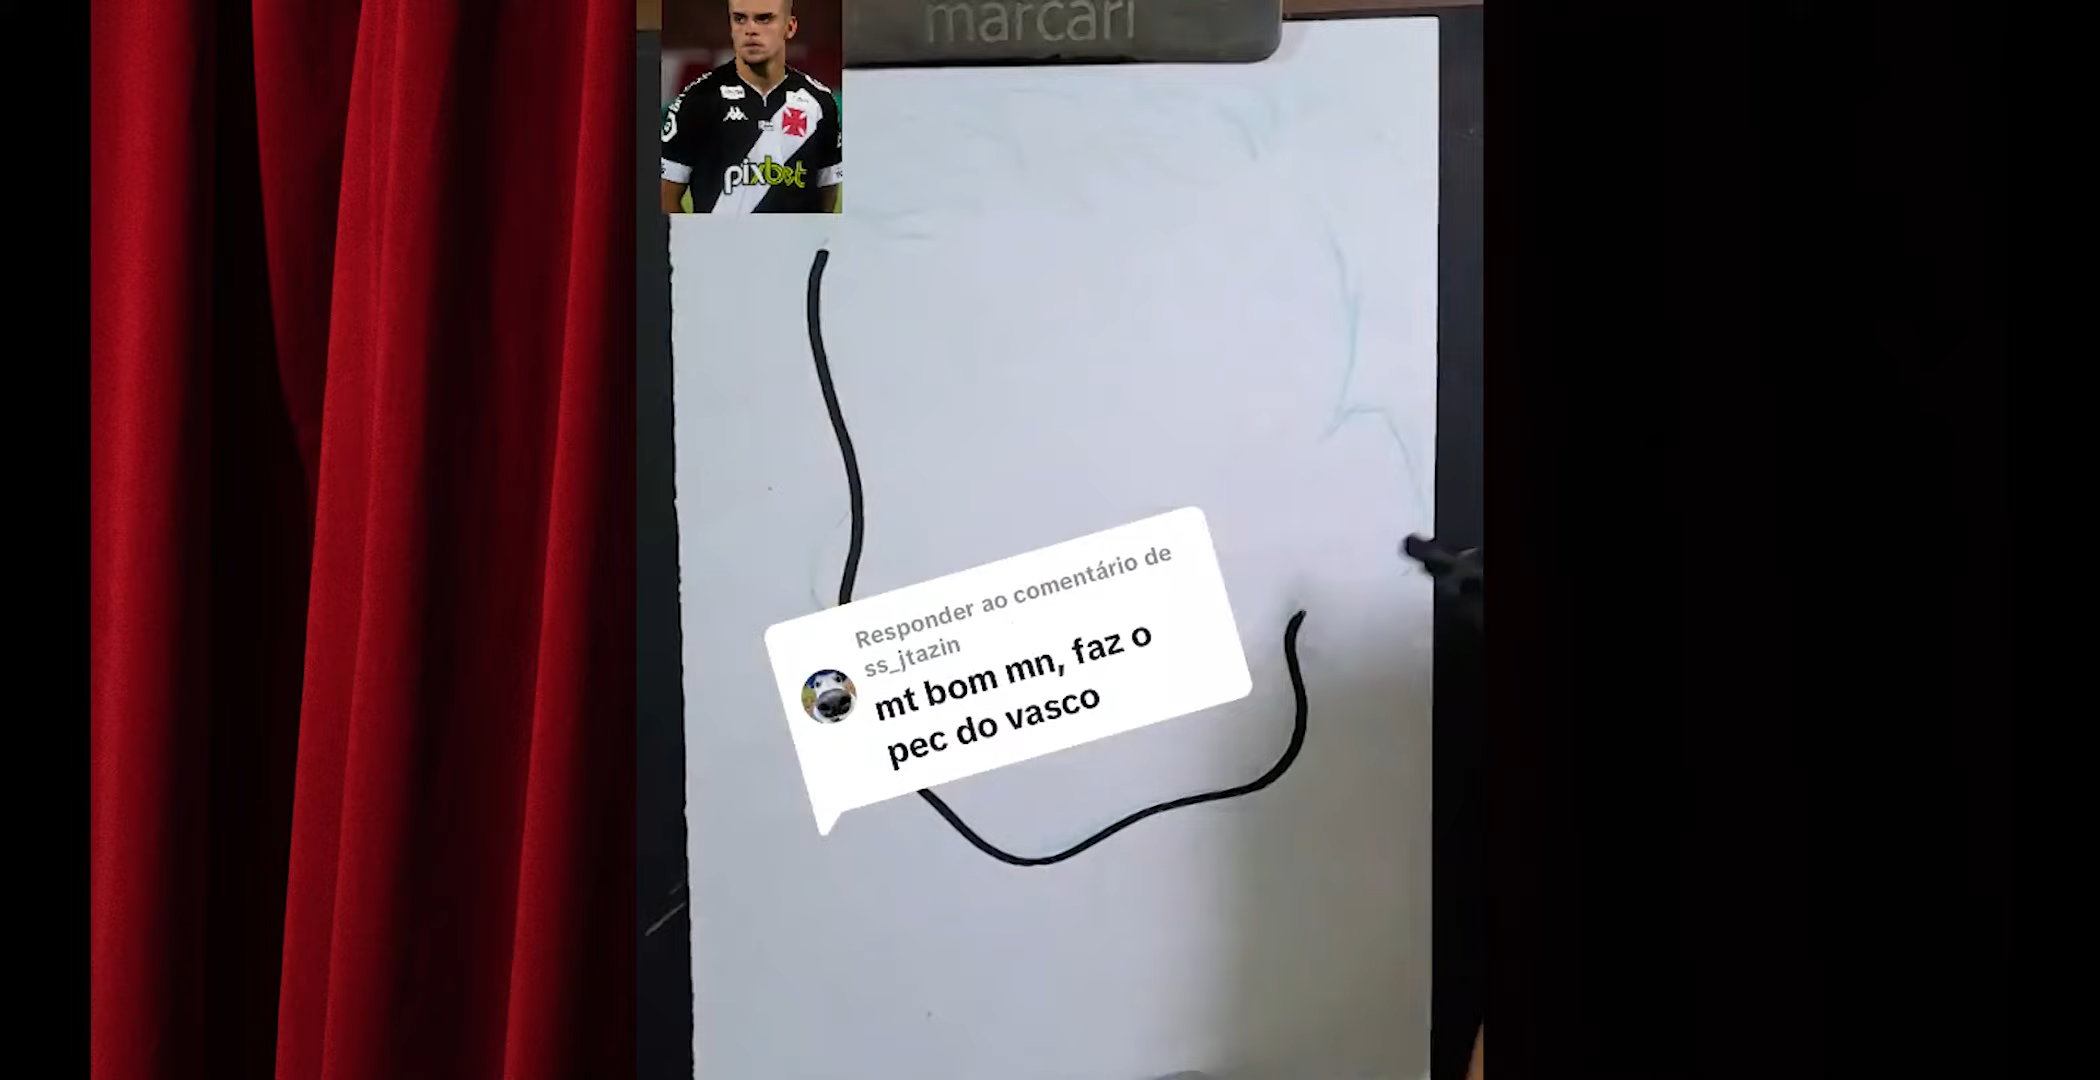 marcari
pixbet
Responder ao comentário de
ss_jtazin
mt bom mn, faz o
pec do vasco